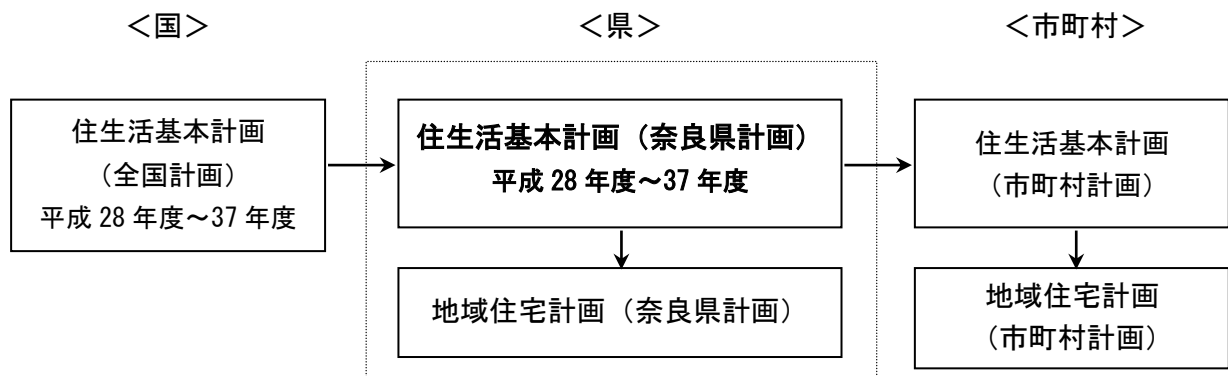 ＜国＞
＜県＞
＜市町村＞
住生活基本計画
（全国計画）
平成 28 年度～37 年度
住生活基本計画（奈良県計画）
平成 28 年度～37 年度
住生活基本計画
（市町村計画）
地域住宅計画（奈良県計画）
地域住宅計画
（市町村計画）